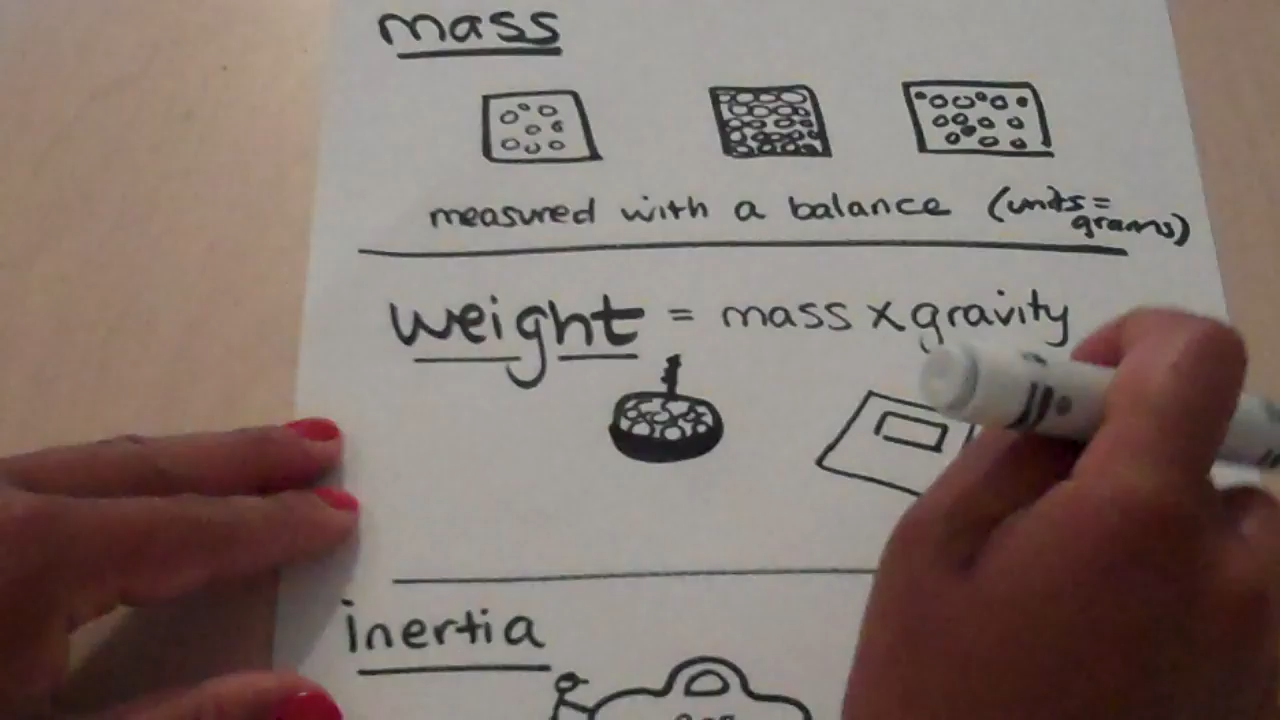 mass
measured with a balance (units =
grams)
weight = mass x gravity
inertia